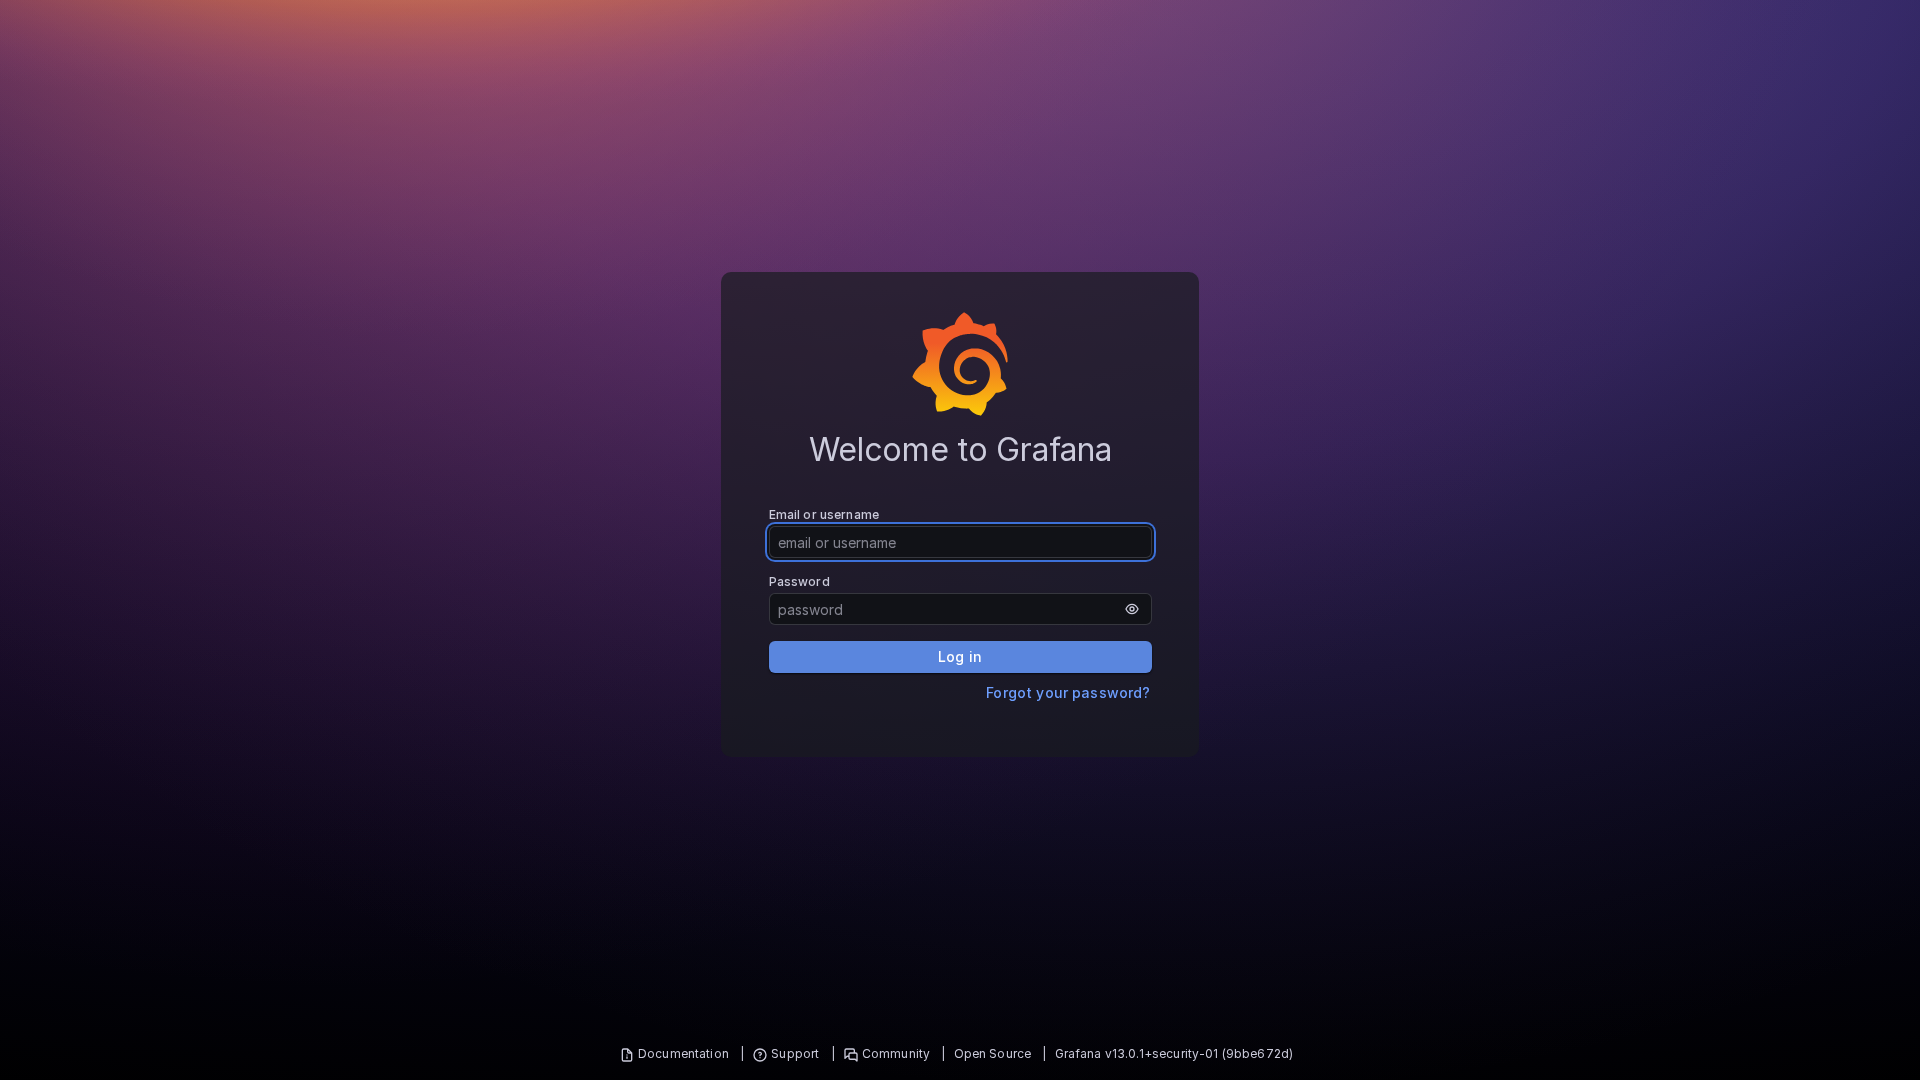 Welcome to Grafana
Email or username
email or username
Password
password
Log in
Forgot your password?
Documentation | Support | Community | Open Source | Grafana v13.0.1+security-01 (9bbe672d)